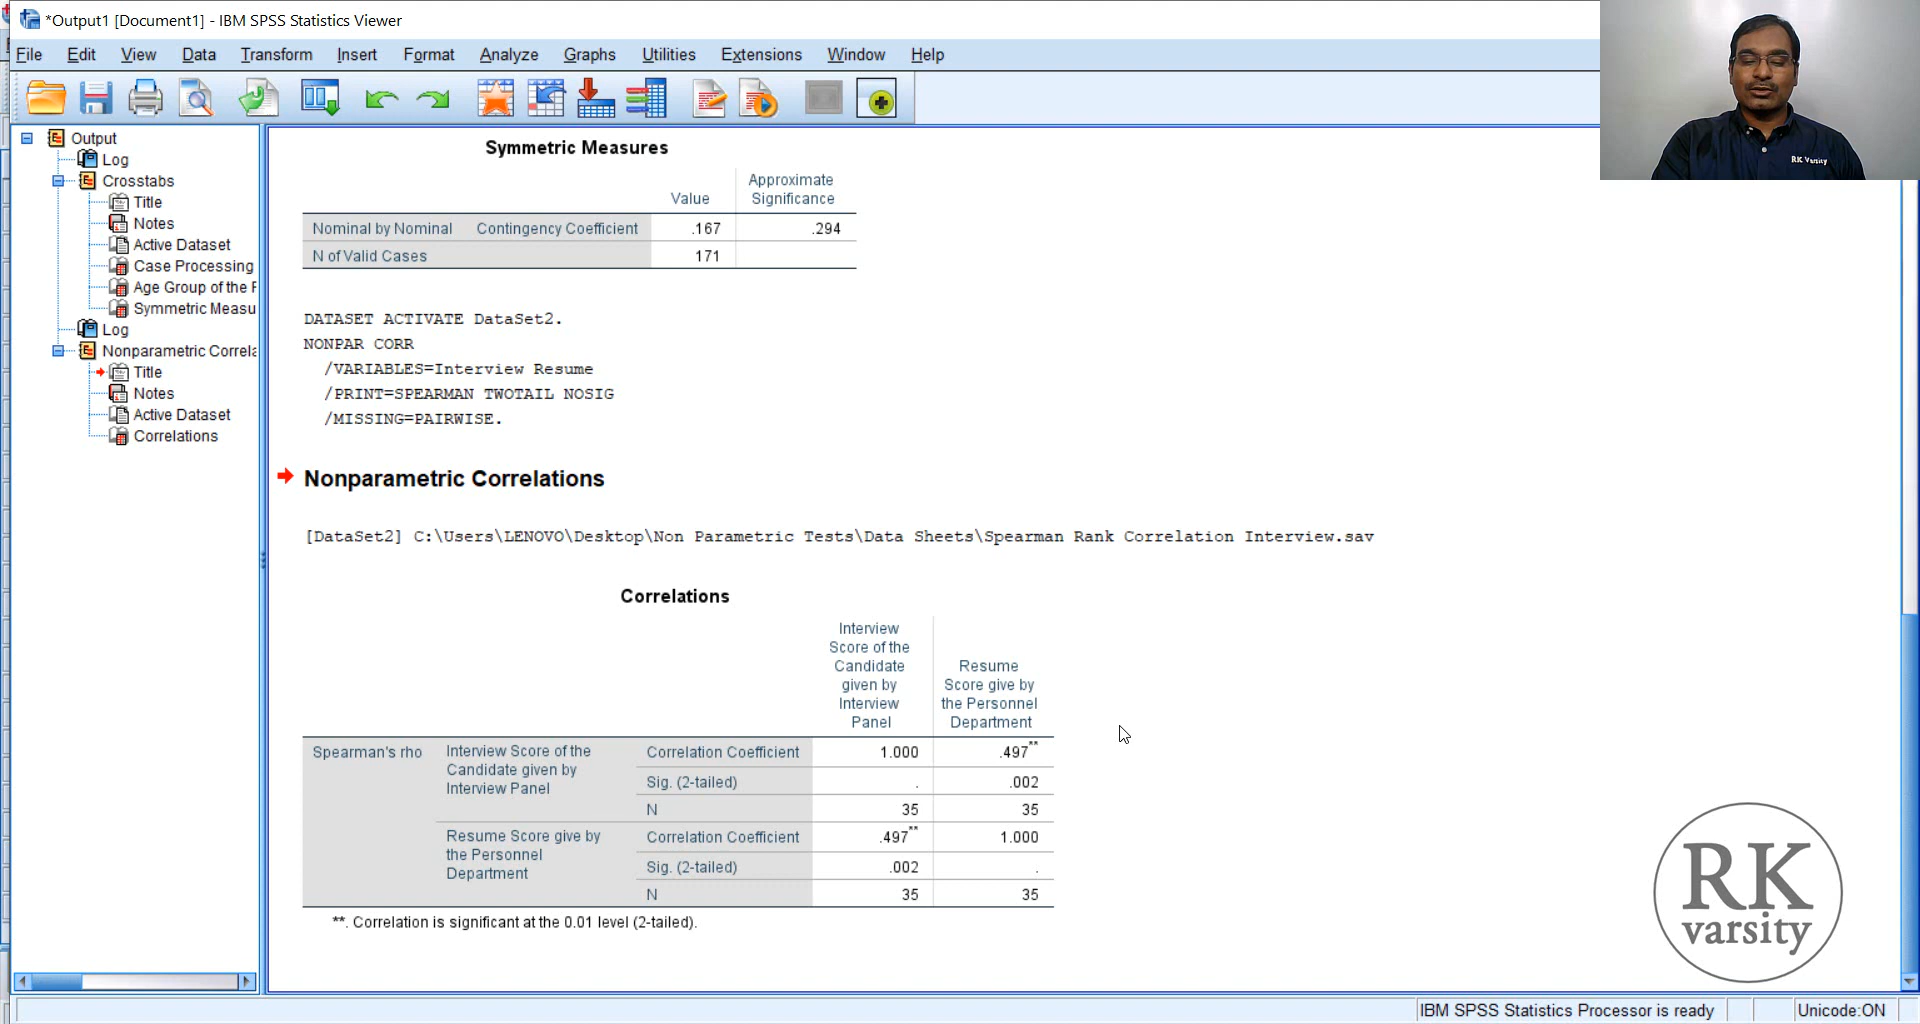 *Output1 [Document1] - IBM SPSS Statistics Viewer
File Edit View Data Transform Insert Format Analyze Graphs Utilities Extensions Window Help
Output
Log
Crosstabs
Title
Notes
Active Dataset
Case Processing
Age Group of the
Symmetric Measu
Log
Nonparametric Correla
Title
Notes
Active Dataset
Correlations
Symmetric Measures
Value
Approximate
Significance
Nominal by Nominal Contingency Coefficient .167 .294
N of Valid Cases 171
DATASET ACTIVATE DataSet2.
NONPAR CORR
/VARIABLES=Interview Resume
/PRINT=SPEARMAN TWOTAIL NOSIG
/MISSING=PAIRWISE.
Nonparametric Correlations
[DataSet2] C:\Users\LENOVO\Desktop\Non Parametric Tests\Data Sheets\Spearman Rank Correlation Interview.sav
Correlations
Interview
Score of the
Candidate
given by
Interview
Panel
Resume
Score give by
the Personnel
Department
Spearman's rho
Interview Score of the
Candidate given by
Interview Panel
Correlation Coefficient 1.000 .497**
Sig. (2-tailed) . .002
N 35 35
Resume Score give by
the Personnel
Department
Correlation Coefficient .497** 1.000
Sig. (2-tailed) .002 .
N 35 35
**. Correlation is significant at the 0.01 level (2-tailed).
RK Varsity
RK
varsity
IBM SPSS Statistics Processor is ready
Unicode:ON